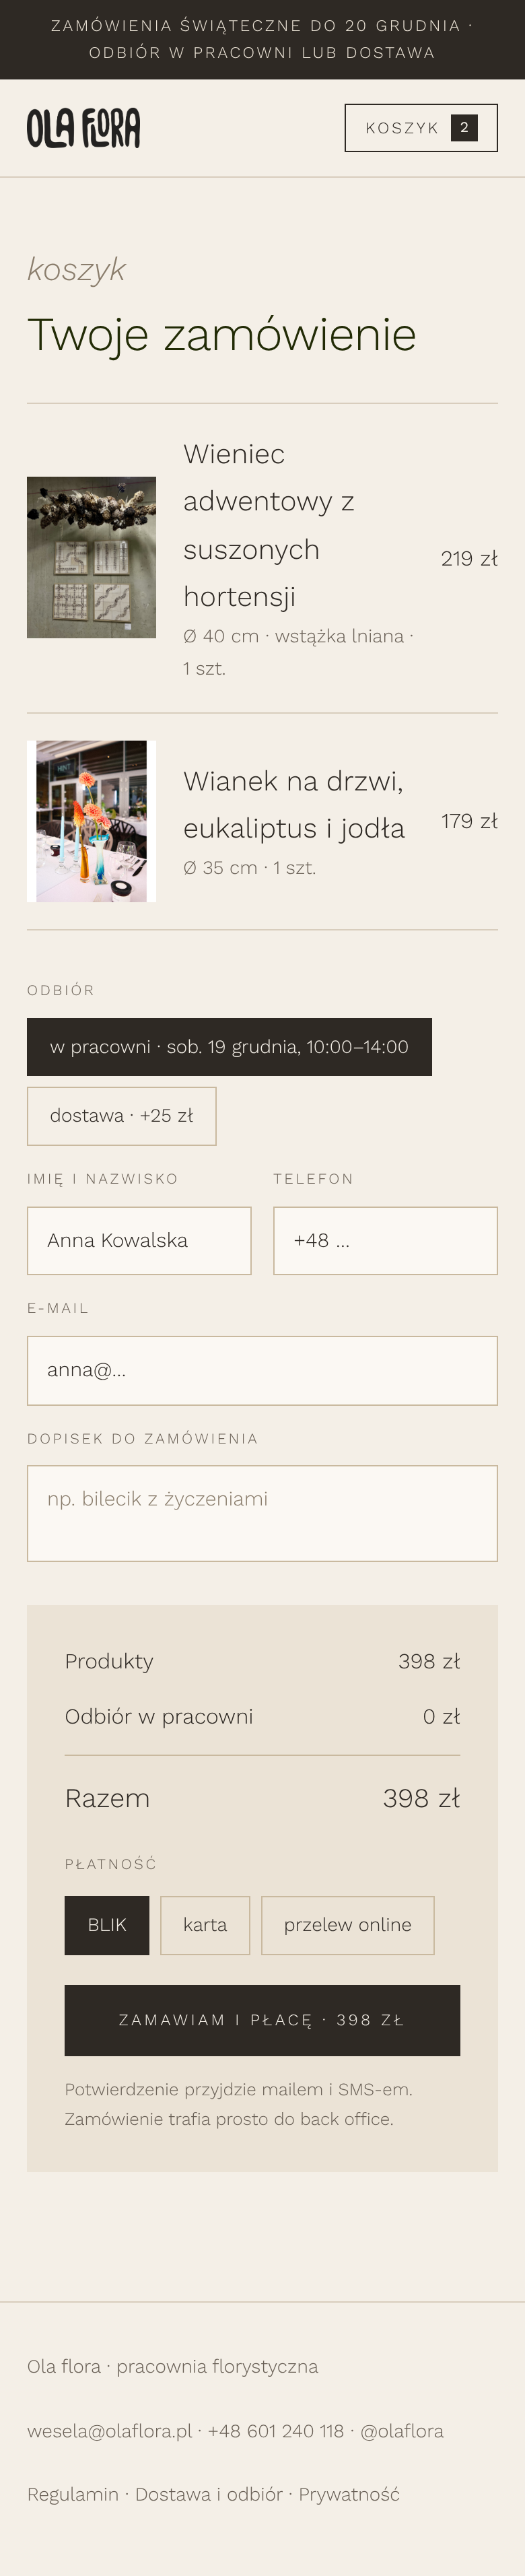 ZAMÓWIENIA ŚWIĄTECZNE DO 20 GRUDNIA ·
ODBIÓR W PRACOWNI LUB DOSTAWA
OLA FLORA
KOSZYK 2
koszyk
Twoje zamówienie
Wieniec
adwentowy z
suszonych
hortensji
219 zł
Ø 40 cm · wstążka lniana ·
1 szt.
Wianek na drzwi,
eukaliptus i jodła
179 zł
Ø 35 cm · 1 szt.
ODBIÓR
w pracowni · sob. 19 grudnia, 10:00–14:00
dostawa · +25 zł
IMIĘ I NAZWISKO TELEFON
Anna Kowalska +48 ...
E-MAIL
anna@...
DOPISEK DO ZAMÓWIENIA
np. bilecik z życzeniami
Produkty 398 zł
Odbiór w pracowni 0 zł
Razem 398 zł
PŁATNOŚĆ
BLIK karta przelew online
ZAMAWIAM I PŁACĘ · 398 ZŁ
Potwierdzenie przyjdzie mailem i SMS-em.
Zamówienie trafia prosto do back office.
Ola flora · pracownia florystyczna
wesela@olaflora.pl · +48 601 240 118 · @olaflora
Regulamin · Dostawa i odbiór · Prywatność